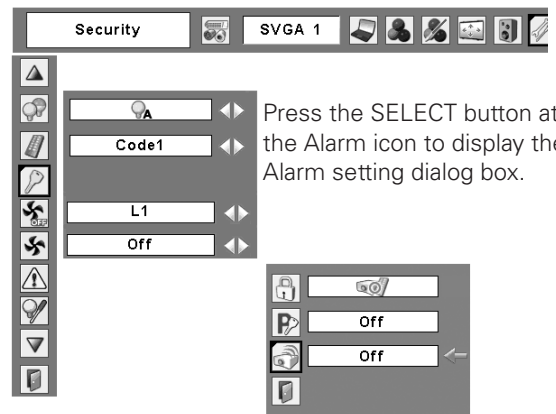 Security
SVGA 1
A
Press the SELECT button at
the Alarm icon to display the
Alarm setting dialog box.
Code1
L1
OFF
Off
P
Off
Off